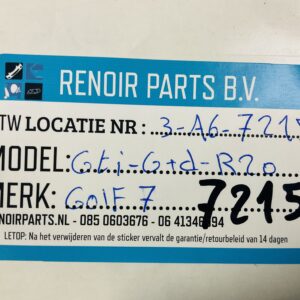 RENOIR PARTS B.V.
TW LOCATIE NR : 3-A6-7215
MODEL: Gti-Gtd-R20
MERK: GOlF 7 7215
NOIRPARTS.NL - 085 0603676 - 06 41346 94
LETOP: Na het verwijderen van de sticker vervalt de garantie/retourbeleid van 14 dagen